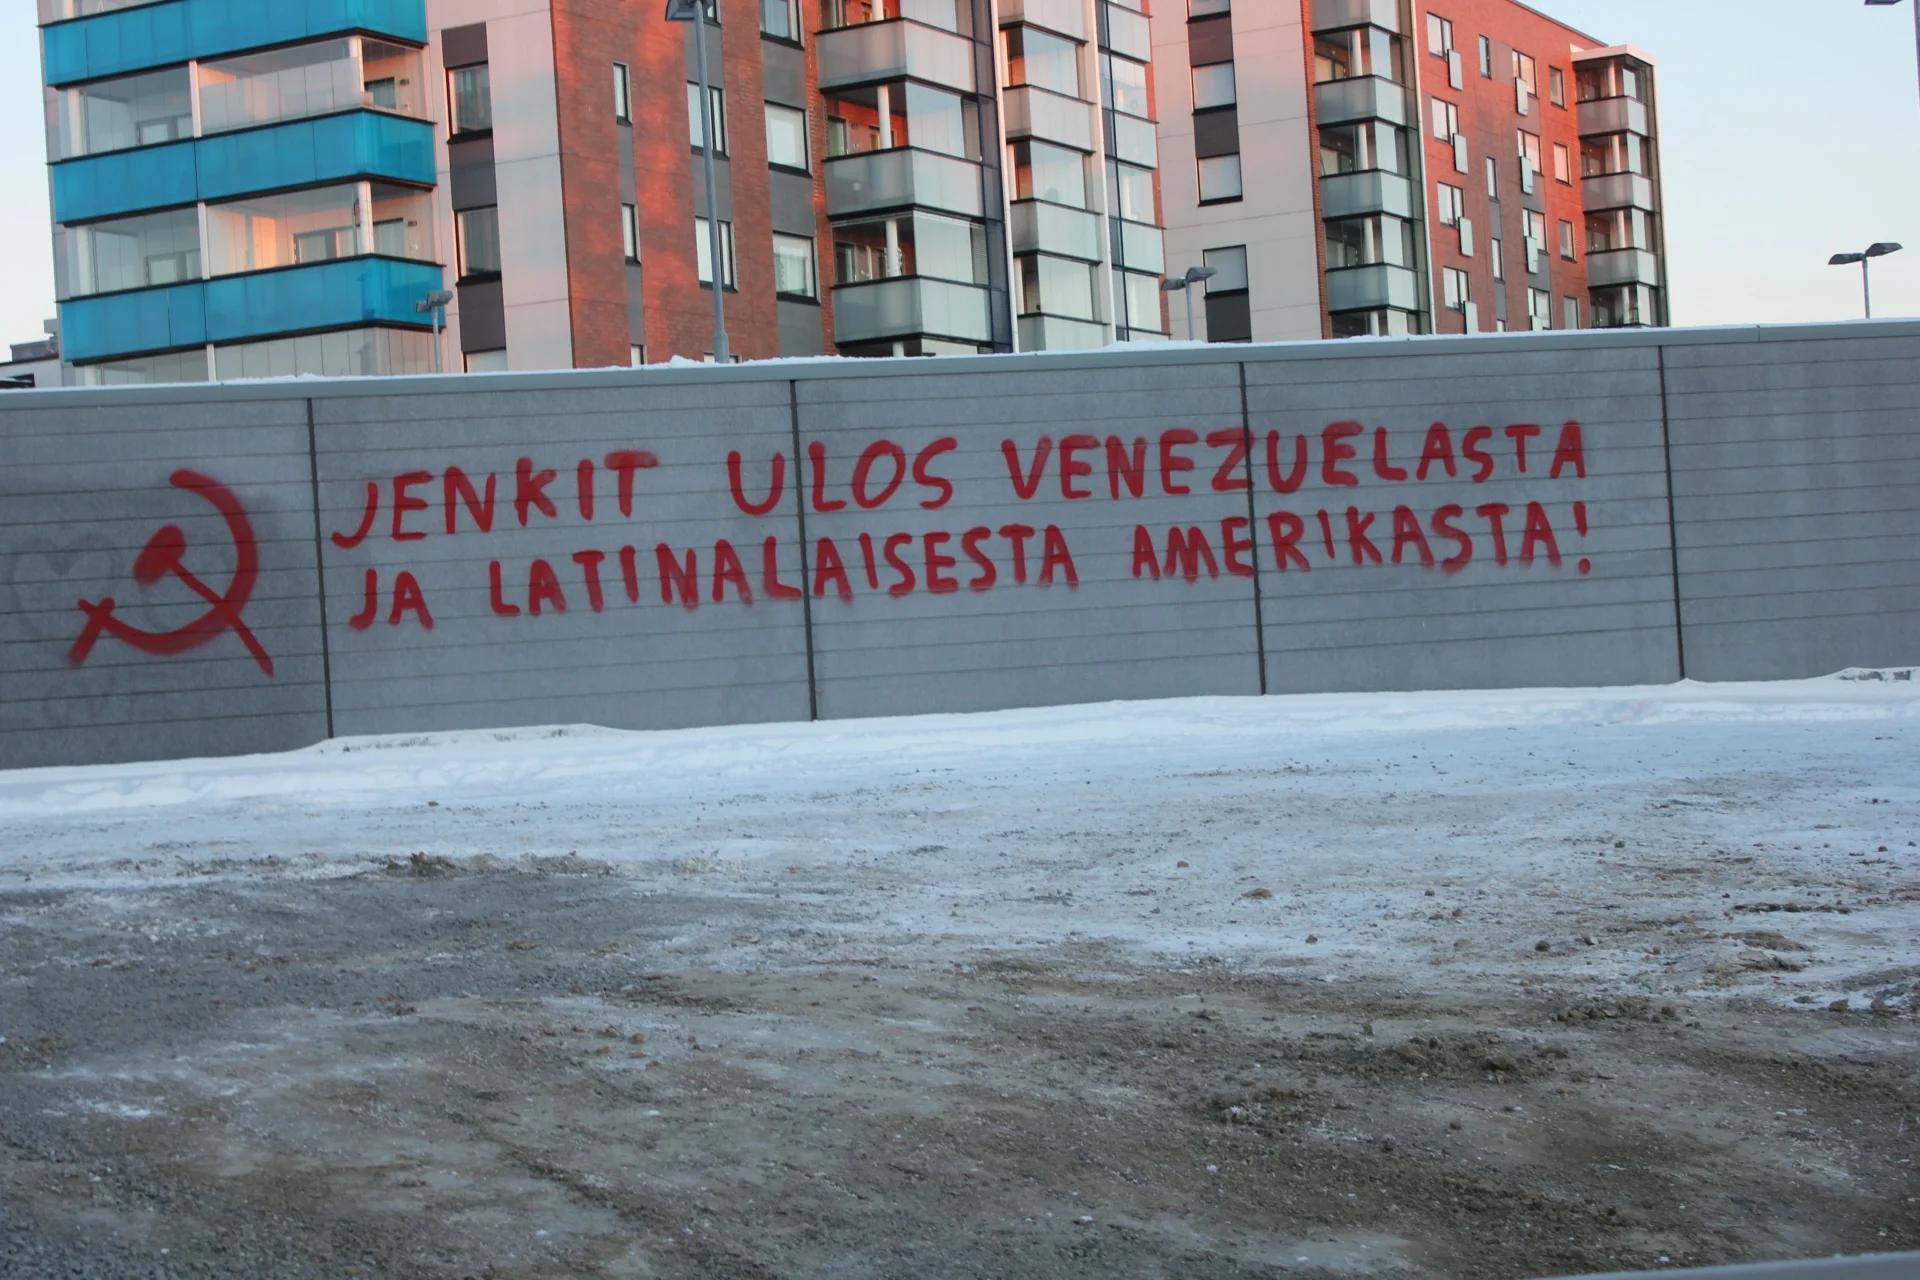 JENKIT ULOS VENEZUELASTA
JA LATINALAISESTA AMERIKASTA!